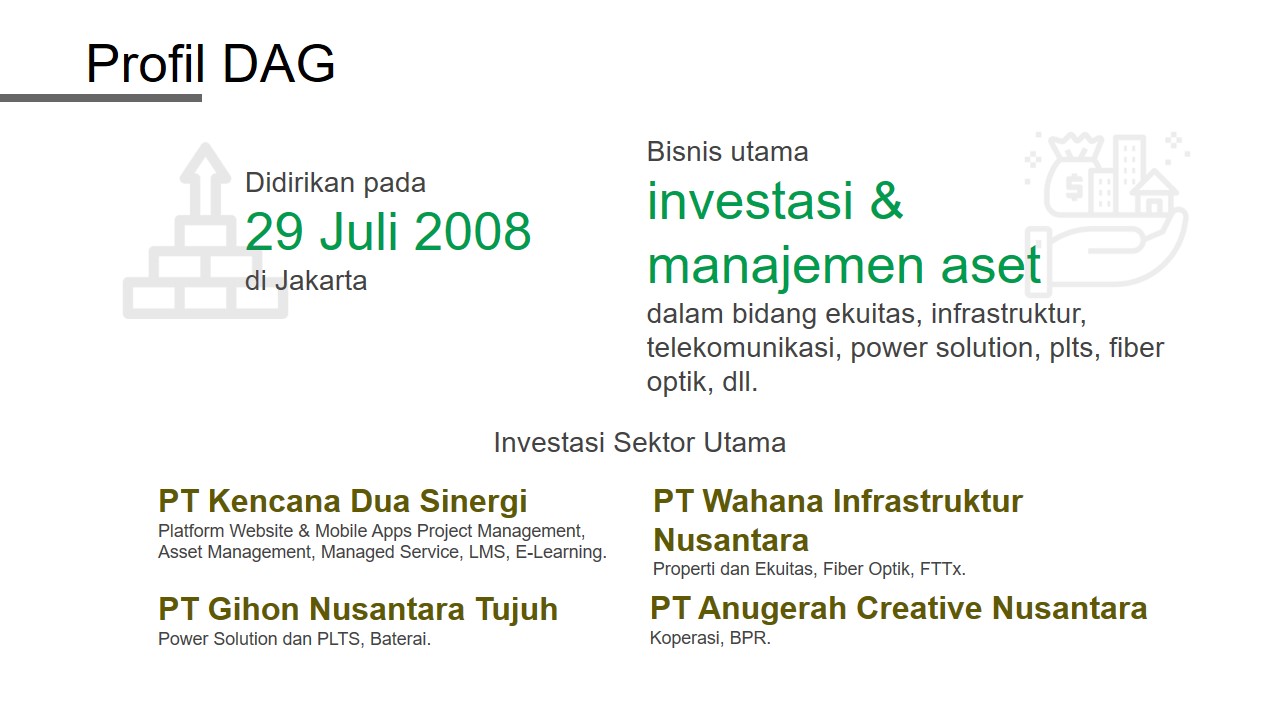 Profil DAG
Didirikan pada
29 Juli 2008
di Jakarta
Bisnis utama
investasi &
manajemen aset
dalam bidang ekuitas, infrastruktur,
telekomunikasi, power solution, plts, fiber
optik, dll.
Investasi Sektor Utama
PT Kencana Dua Sinergi
Platform Website & Mobile Apps Project Management,
Asset Management, Managed Service, LMS, E-Learning.
PT Wahana Infrastruktur
Nusantara
Properti dan Ekuitas, Fiber Optik, FTTx.
PT Gihon Nusantara Tujuh
Power Solution dan PLTS, Baterai.
PT Anugerah Creative Nusantara
Koperasi, BPR.